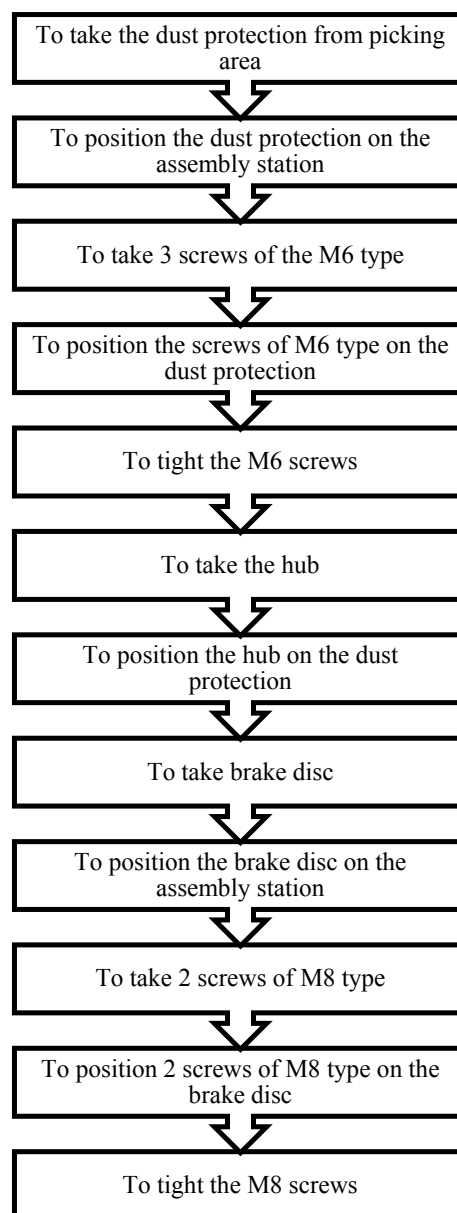 To take the dust protection from picking
area
To position the dust protection on the
assembly station
To take 3 screws of the M6 type
To position the screws of M6 type on the
dust protection
To tight the M6 screws
To take the hub
To position the hub on the dust
protection
To take brake disc
To position the brake disc on the
assembly station
To take 2 screws of M8 type
To position 2 screws of M8 type on the
brake disc
To tight the M8 screws